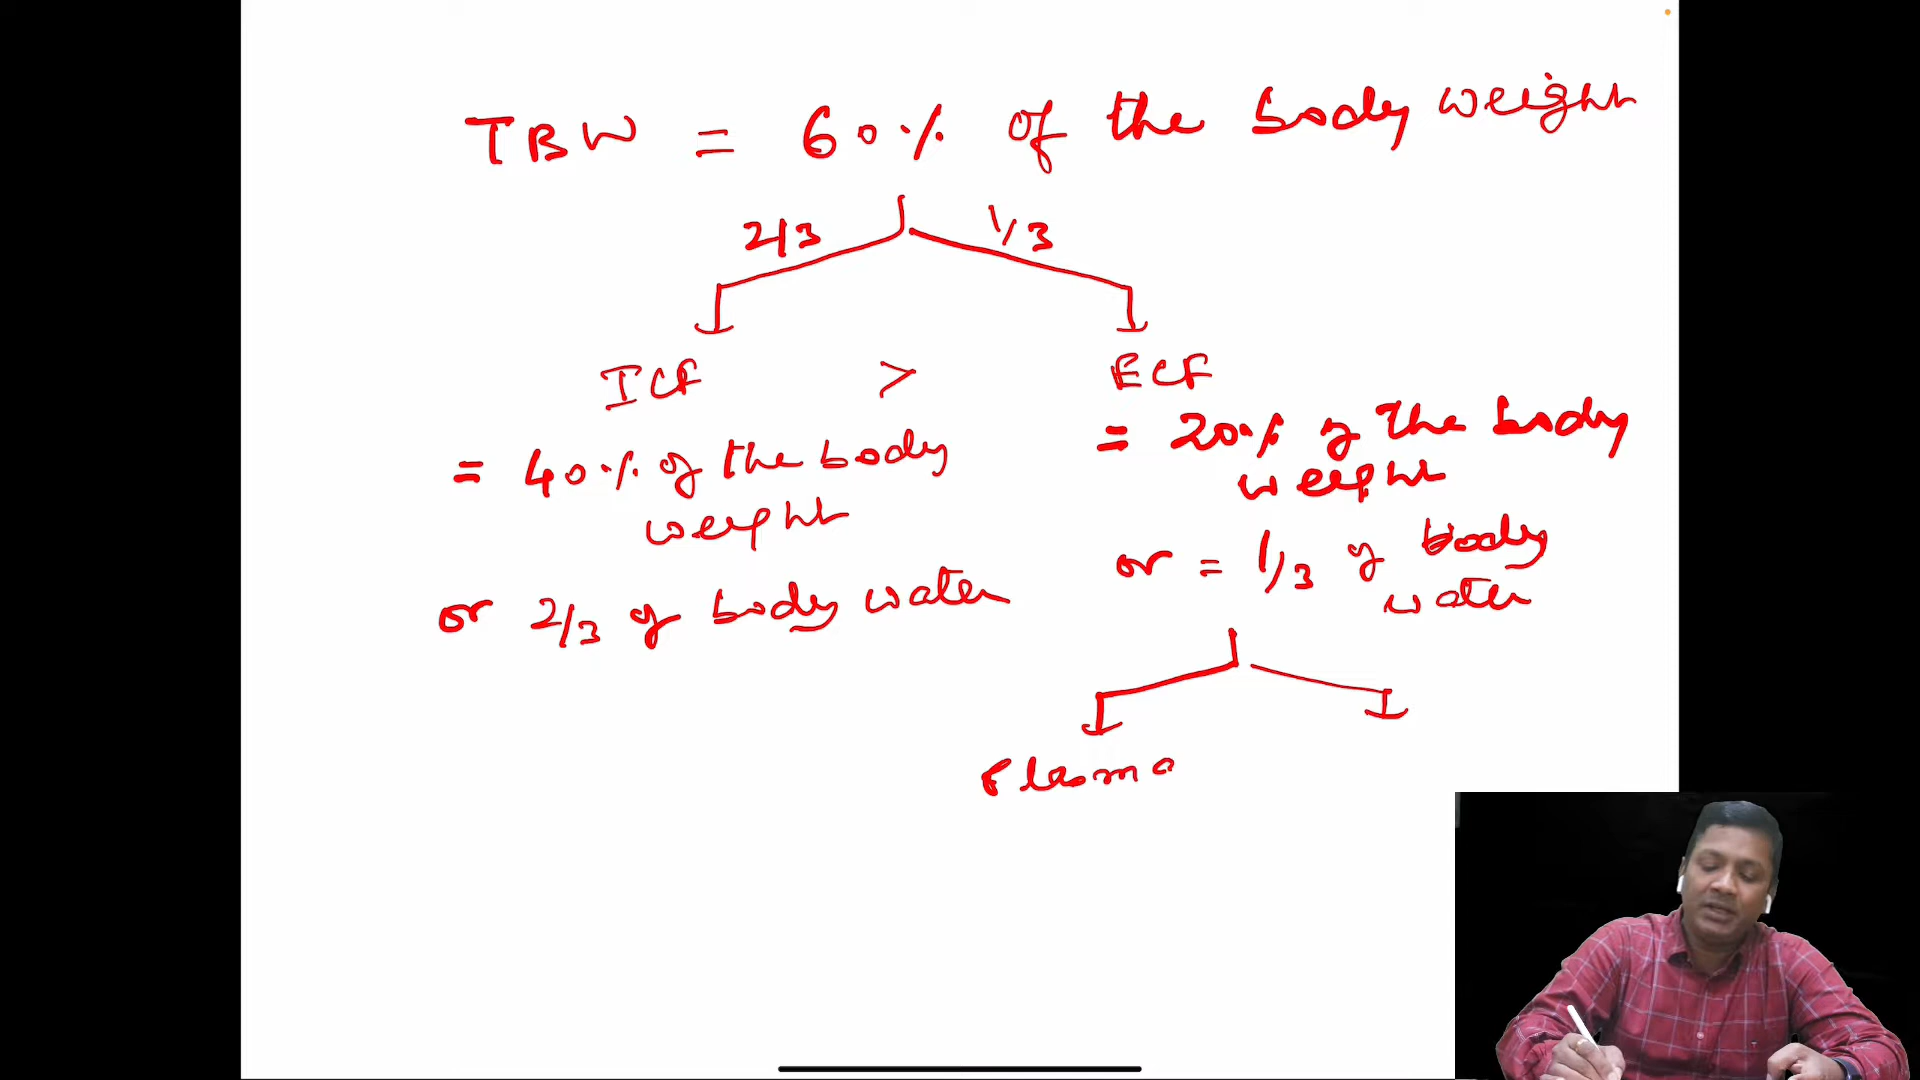 TBW = 60% of the body weight
2/3 1/3
ICF > ECF
= 40% of the body
weight
= 20% of the body
weight
or 2/3 of body water
or = 1/3 of body
water
Plasma